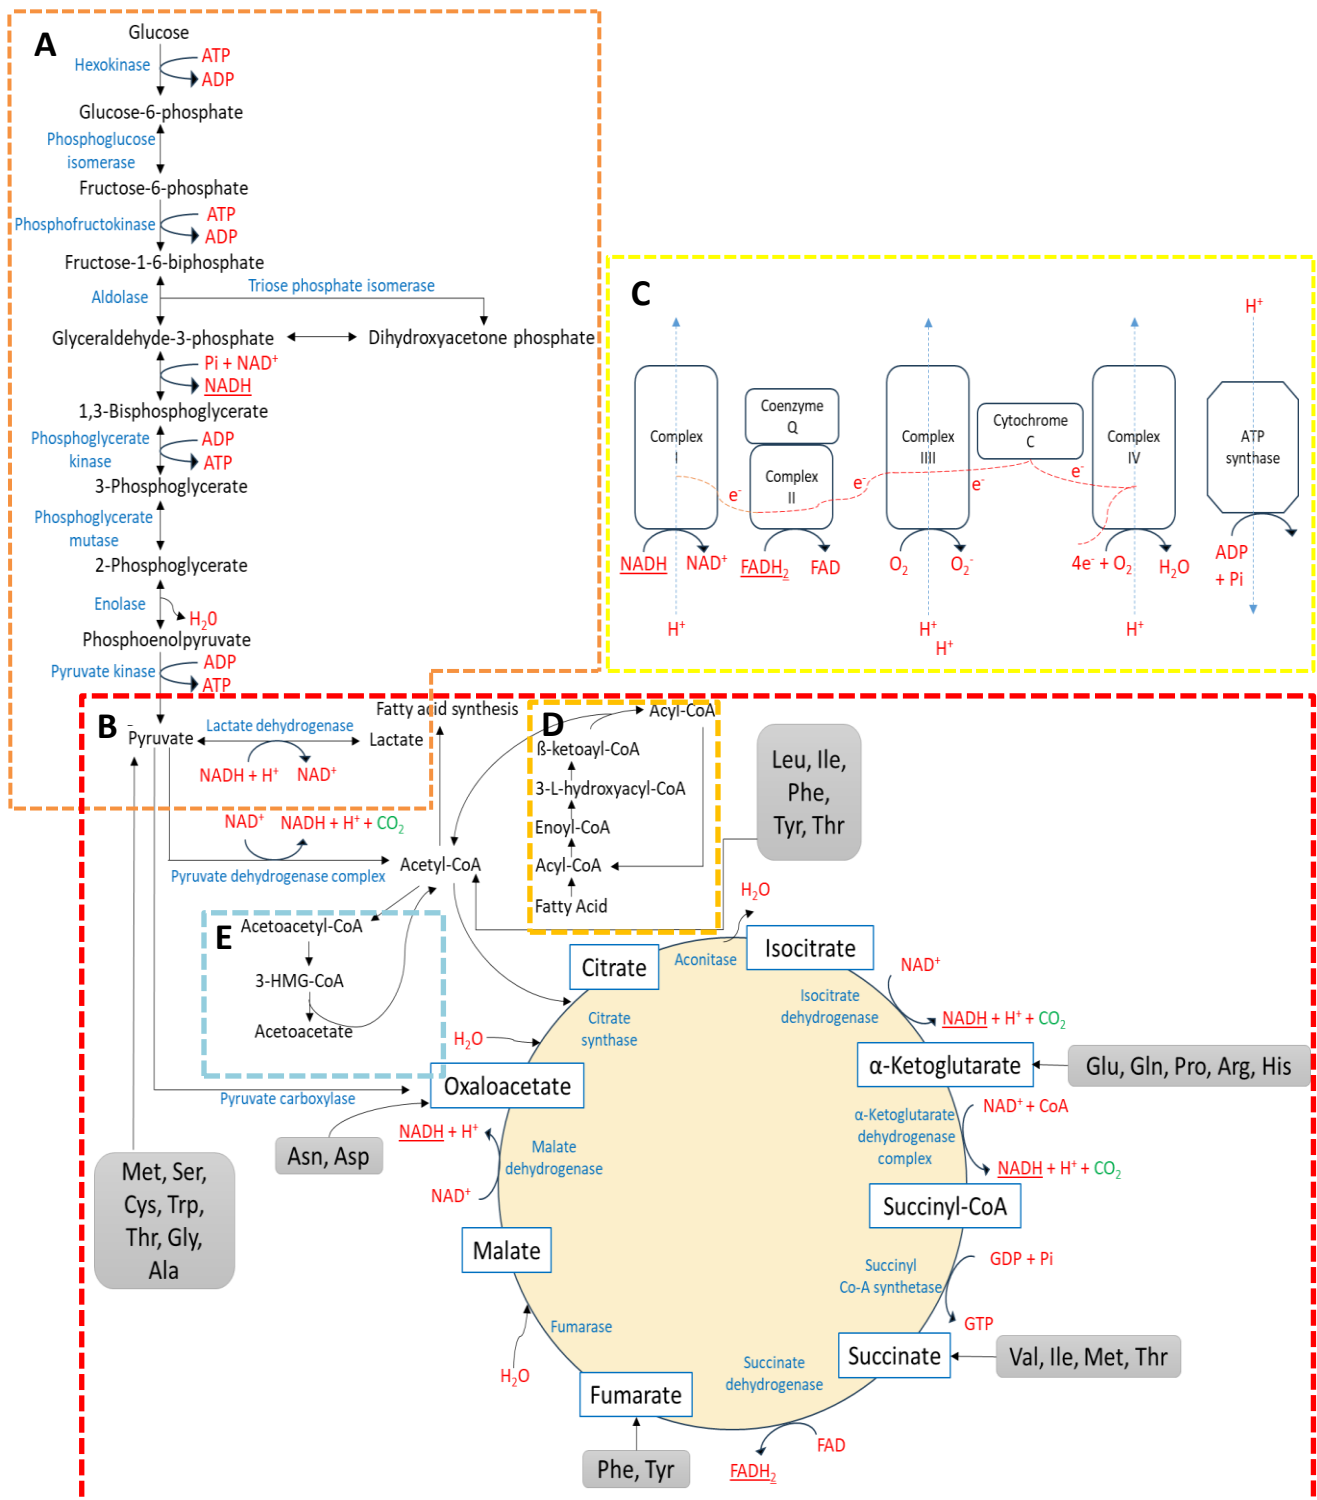 A
Glucose
Hexokinase
ATP
ADP
Glucose-6-phosphate
Phosphoglucose
isomerase
Fructose-6-phosphate
Phosphofructokinase
ATP
ADP
Fructose-1-6-biphosphate
Aldolase
Triose phosphate isomerase
Glyceraldehyde-3-phosphate
Dihydroxyacetone phosphate
Pi + NAD⁺
NADH
1,3-Bisphosphoglycerate
Phosphoglycerate
kinase
ADP
ATP
3-Phosphoglycerate
Phosphoglycerate
mutase
2-Phosphoglycerate
Enolase
H₂0
Phosphoenolpyruvate
Pyruvate kinase
ADP
ATP
C
H⁺
Complex
I
Coenzyme
Q
Complex
II
Complex
IIII
Cytochrome
C
Complex
IV
ATP
synthase
e⁻
e⁻
e⁻
e⁻
NADH
NAD⁺
FADH₂
FAD
O₂
O₂⁻
4e⁻ + O₂
H₂O
ADP
+ Pi
H⁺
H⁺
H⁺
H⁺
B
Pyruvate
Lactate dehydrogenase
Lactate
NADH + H⁺
NAD⁺
Fatty acid synthesis
NAD⁺
NADH + H⁺ + CO₂
Pyruvate dehydrogenase complex
Acetyl-CoA
D
Acyl-CoA
ß-ketoayl-CoA
3-L-hydroxyacyl-CoA
Enoyl-CoA
Acyl-CoA
Fatty Acid
Leu, Ile,
Phe,
Tyr, Thr
E
Acetoacetyl-CoA
3-HMG-CoA
Acetoacetate
H₂O
Citrate
Aconitase
Isocitrate
Citrate
synthase
Isocitrate
dehydrogenase
NAD⁺
NADH + H⁺ + CO₂
H₂O
Oxaloacetate
α-Ketoglutarate
Glu, Gln, Pro, Arg, His
Pyruvate carboxylase
NADH + H⁺
Asn, Asp
Malate
dehydrogenase
NAD⁺
α-Ketoglutarate
dehydrogenase
complex
NAD⁺ + CoA
NADH + H⁺ + CO₂
Met, Ser,
Cys, Trp,
Thr, Gly,
Ala
Succinyl-CoA
Malate
Succinyl
Co-A synthetase
GDP + Pi
GTP
Fumarase
H₂O
Succinate
Val, Ile, Met, Thr
Succinate
dehydrogenase
Fumarate
FAD
FADH₂
Phe, Tyr